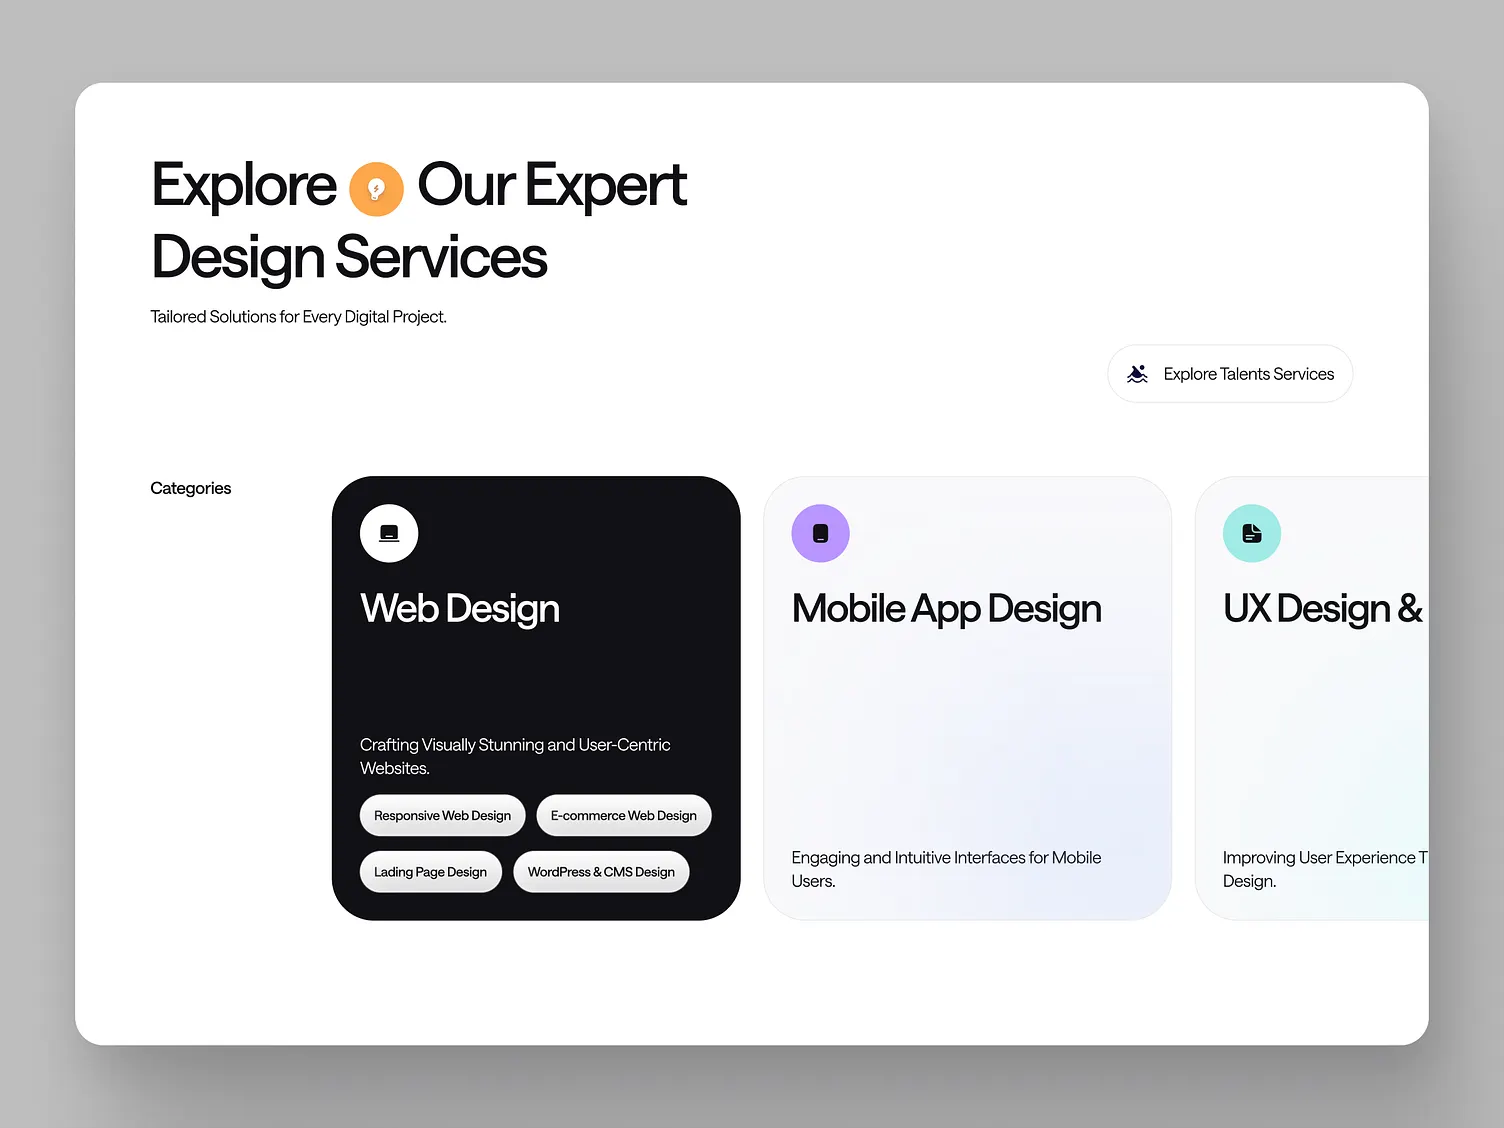 Explore Our Expert
Design Services
Tailored Solutions for Every Digital Project.
Explore Talents Services
Categories
Web Design
Crafting Visually Stunning and User-Centric
Websites.
Responsive Web Design
E-commerce Web Design
Lading Page Design
WordPress & CMS Design
Mobile App Design
Engaging and Intuitive Interfaces for Mobile
Users.
UX Design &
Improving User Experience T
Design.